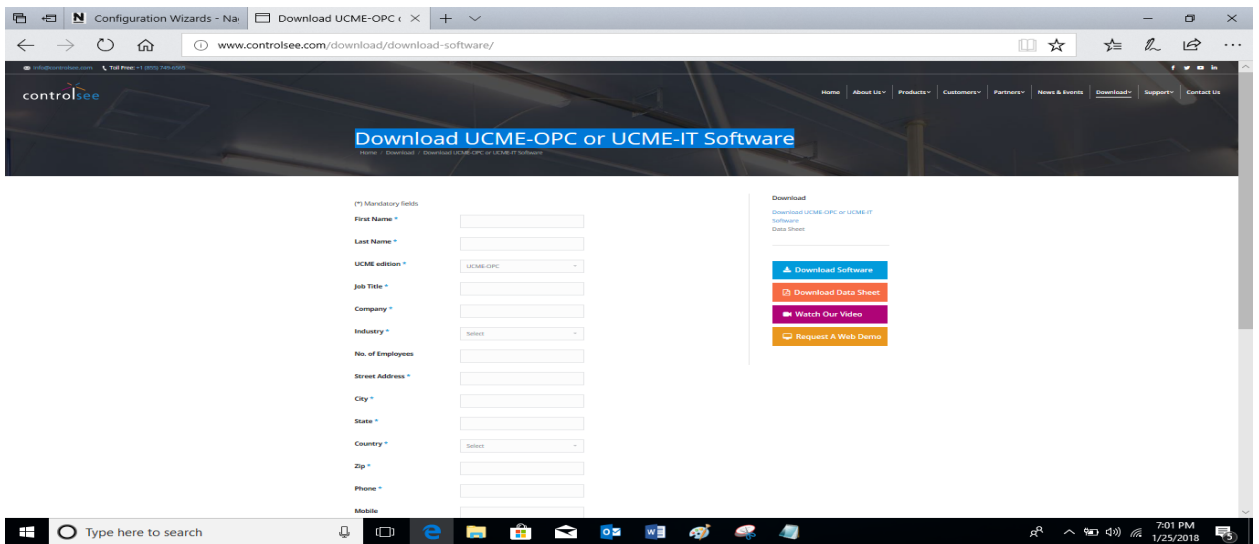 Configuration Wizards - Na
Download UCME-OPC
www.controlsee.com/download/download-software/
info@controlsee.com Toll Free: +1 (855) 746-6565
controlsee
Home About Us Products Customers Partners News & Events Download Support Contact Us
Download UCME-OPC or UCME-IT Software
Home / Download / Download UCME-OPC or UCME-IT Software
(*) Mandatory fields
First Name *
Last Name *
UCME edition * UCME-OPC
Job Title *
Company *
Industry * Select
No. of Employees
Street Address *
City *
State *
Country * Select
Zip *
Phone *
Mobile
Download
Download UCME-OPC or UCME-IT
Software
Data Sheet
Download Software
Download Data Sheet
Watch Our Video
Request A Web Demo
Type here to search
7:01 PM
1/25/2018